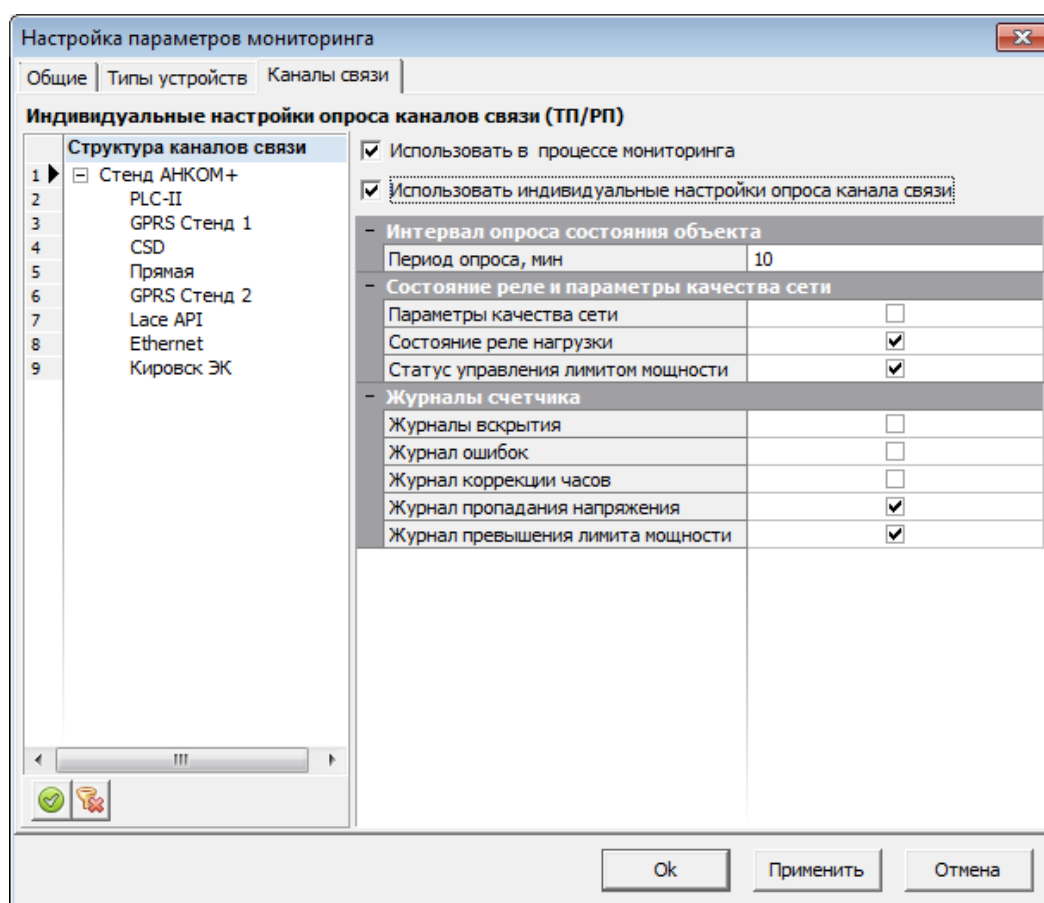 Настройка параметров мониторинга
Общие Типы устройств Каналы связи
Индивидуальные настройки опроса каналов связи (ТП/РП)
Структура каналов связи
1 Стенд АНКОМ+
2 PLC-II
3 GPRS Стенд 1
4 CSD
5 Прямая
6 GPRS Стенд 2
7 Lace API
8 Ethernet
9 Кировск ЭК
Использовать в процессе мониторинга
Использовать индивидуальные настройки опроса канала связи
Интервал опроса состояния объекта
Период опроса, мин 10
Состояние реле и параметры качества сети
Параметры качества сети
Состояние реле нагрузки
Статус управления лимитом мощности
Журналы счетчика
Журналы вскрытия
Журнал ошибок
Журнал коррекции часов
Журнал пропадания напряжения
Журнал превышения лимита мощности
Ok Применить Отмена